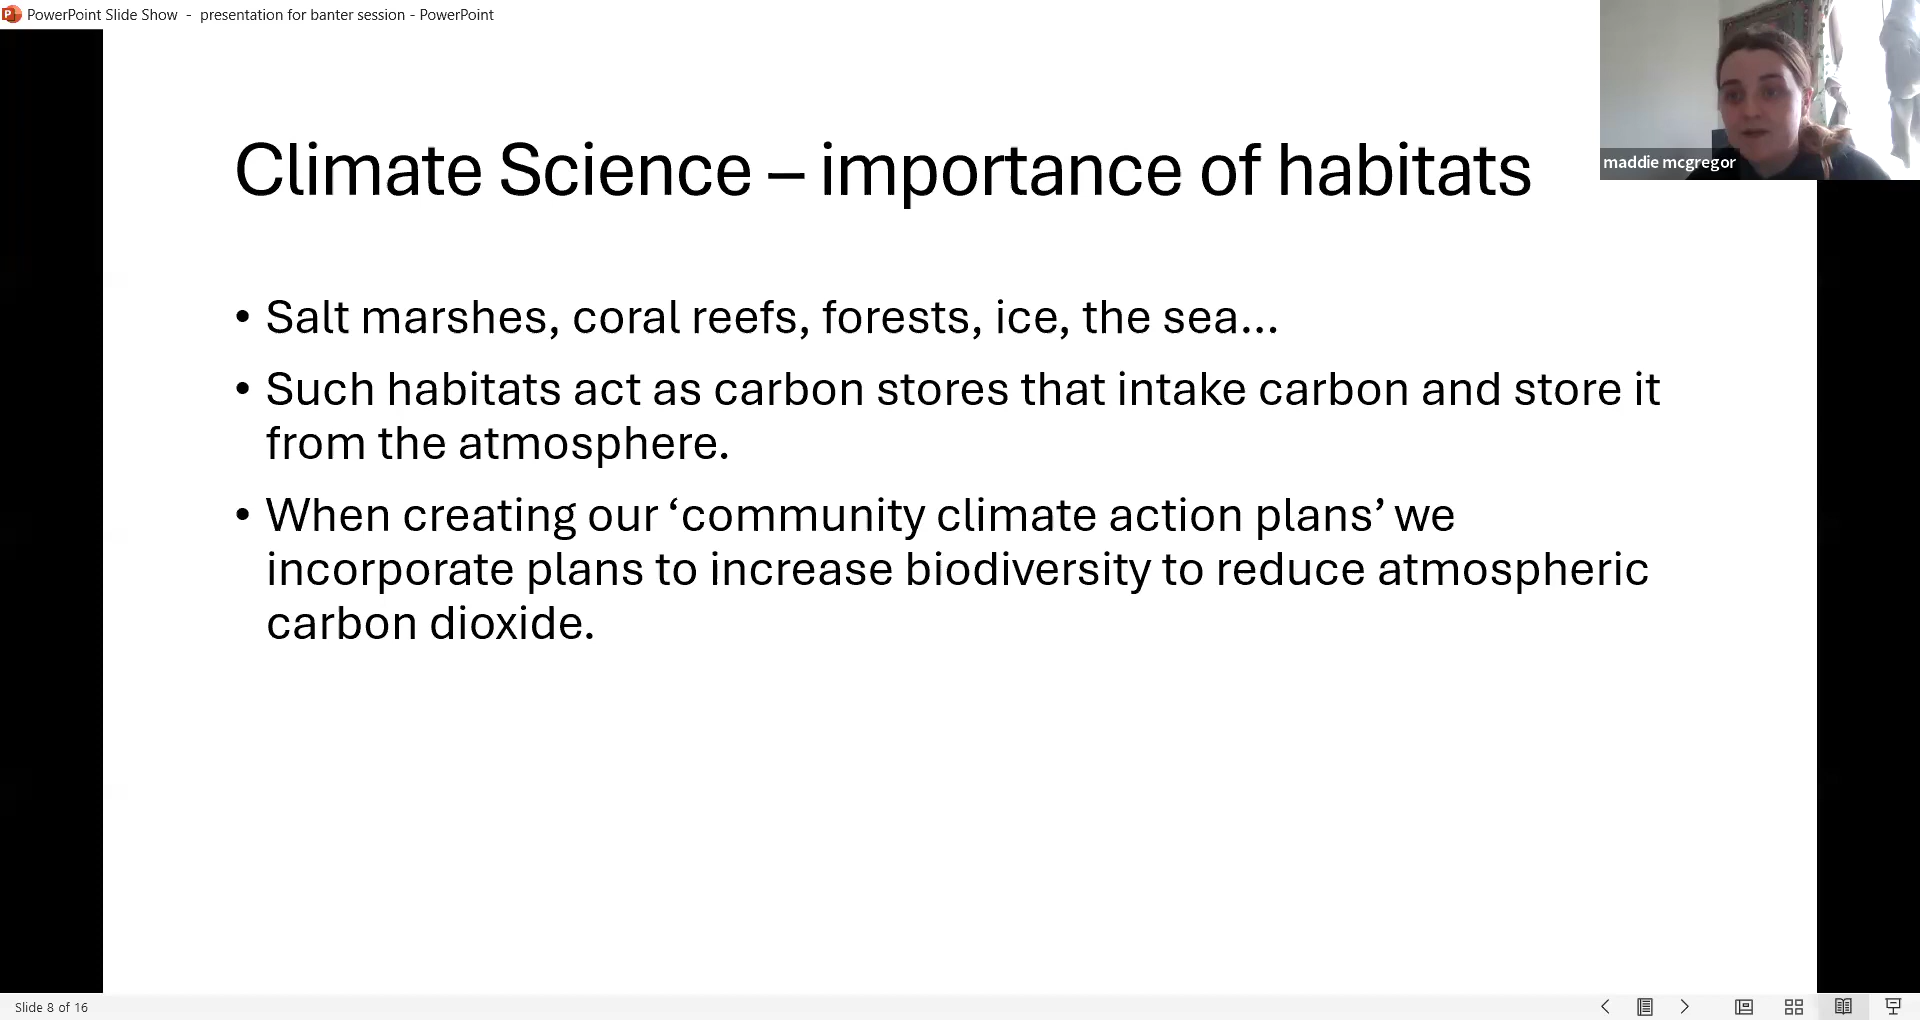 PowerPoint Slide Show - presentation for banter session - PowerPoint
maddie mcgregor
Climate Science – importance of habitats
• Salt marshes, coral reefs, forests, ice, the sea…
• Such habitats act as carbon stores that intake carbon and store it
from the atmosphere.
• When creating our ‘community climate action plans’ we
incorporate plans to increase biodiversity to reduce atmospheric
carbon dioxide.
Slide 8 of 16